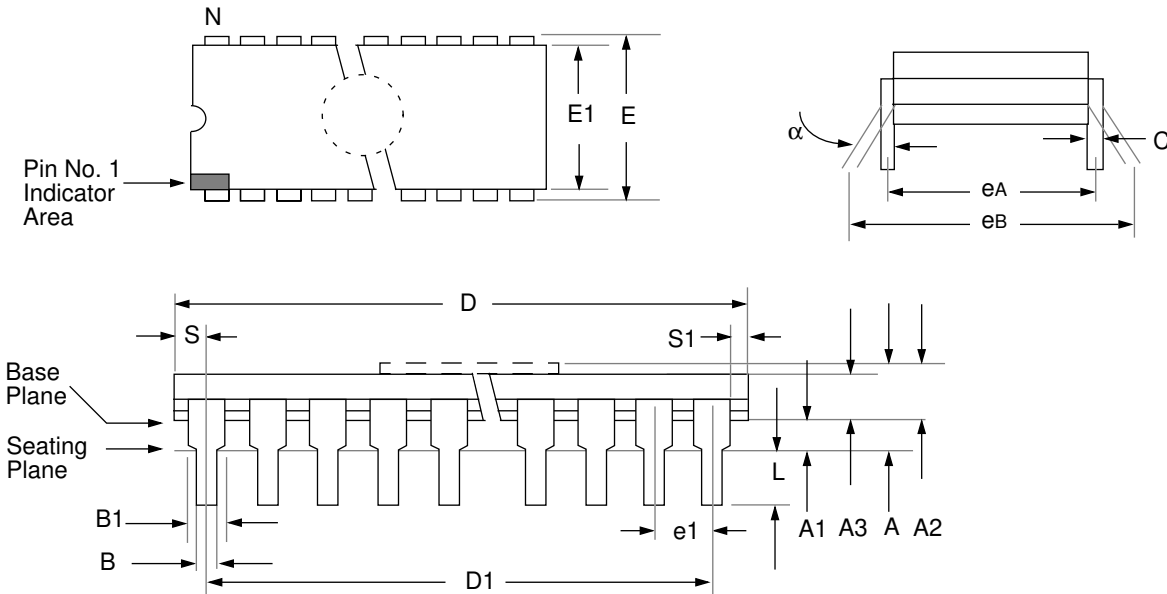 N
E1
E
α
C
eA
eB
Pin No. 1
Indicator
Area
D
S
S1
Base
Plane
Seating
Plane
L
B1
e1
A1
A3
A
A2
B
D1